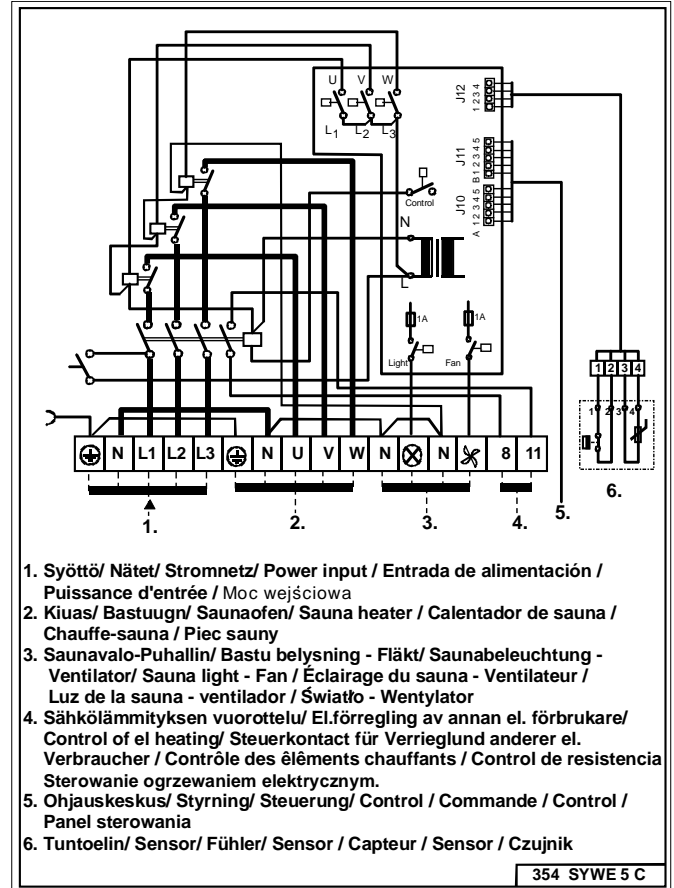 U V W
L1 L2 L3
J12
1 2 3 4
J11
B 1 2 3 4 5
J10
A 1 2 3 4 5
Control
N
L
1A
1A
Light
Fan
1 2 3 4
1 2 3 4
N L1 L2 L3 N U V W N N 8 11
1. 2. 3. 4. 5. 6.
1. Syöttö/ Nätet/ Stromnetz/ Power input / Entrada de alimentación /
Puissance d'entrée / Moc wejściowa
2. Kiuas/ Bastuugn/ Saunaofen/ Sauna heater / Calentador de sauna /
Chauffe-sauna / Piec sauny
3. Saunavalo-Puhallin/ Bastu belysning - Fläkt/ Saunabeleuchtung -
Ventilator/ Sauna light - Fan / Éclairage du sauna - Ventilateur /
Luz de la sauna - ventilador / Światło - Wentylator
4. Sähkölämmityksen vuorottelu/ El.förregling av annan el. förbrukare/
Control of el heating/ Steuerkontact für Verrieglund anderer el.
Verbraucher / Contrôle des êlêments chauffants / Control de resistencia
Sterowanie ogrzewaniem elektrycznym.
5. Ohjauskeskus/ Styrning/ Steuerung/ Control / Commande / Control /
Panel sterowania
6. Tuntoelin/ Sensor/ Fühler/ Sensor / Capteur / Sensor / Czujnik
354 SYWE 5 C